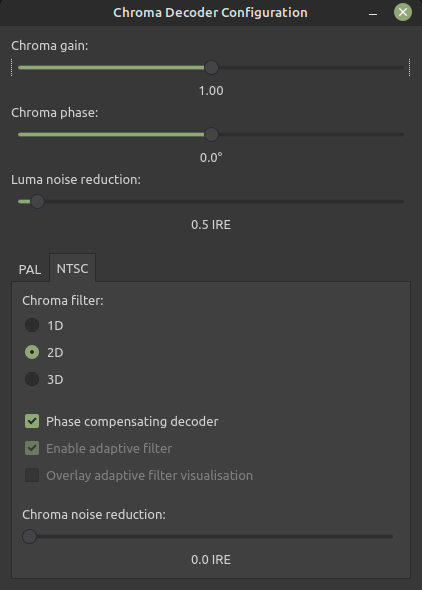 Chroma Decoder Configuration
Chroma gain:
1.00
Chroma phase:
0.0°
Luma noise reduction:
0.5 IRE
PAL NTSC
Chroma filter:
1D
2D
3D
Phase compensating decoder
Enable adaptive filter
Overlay adaptive filter visualisation
Chroma noise reduction:
0.0 IRE